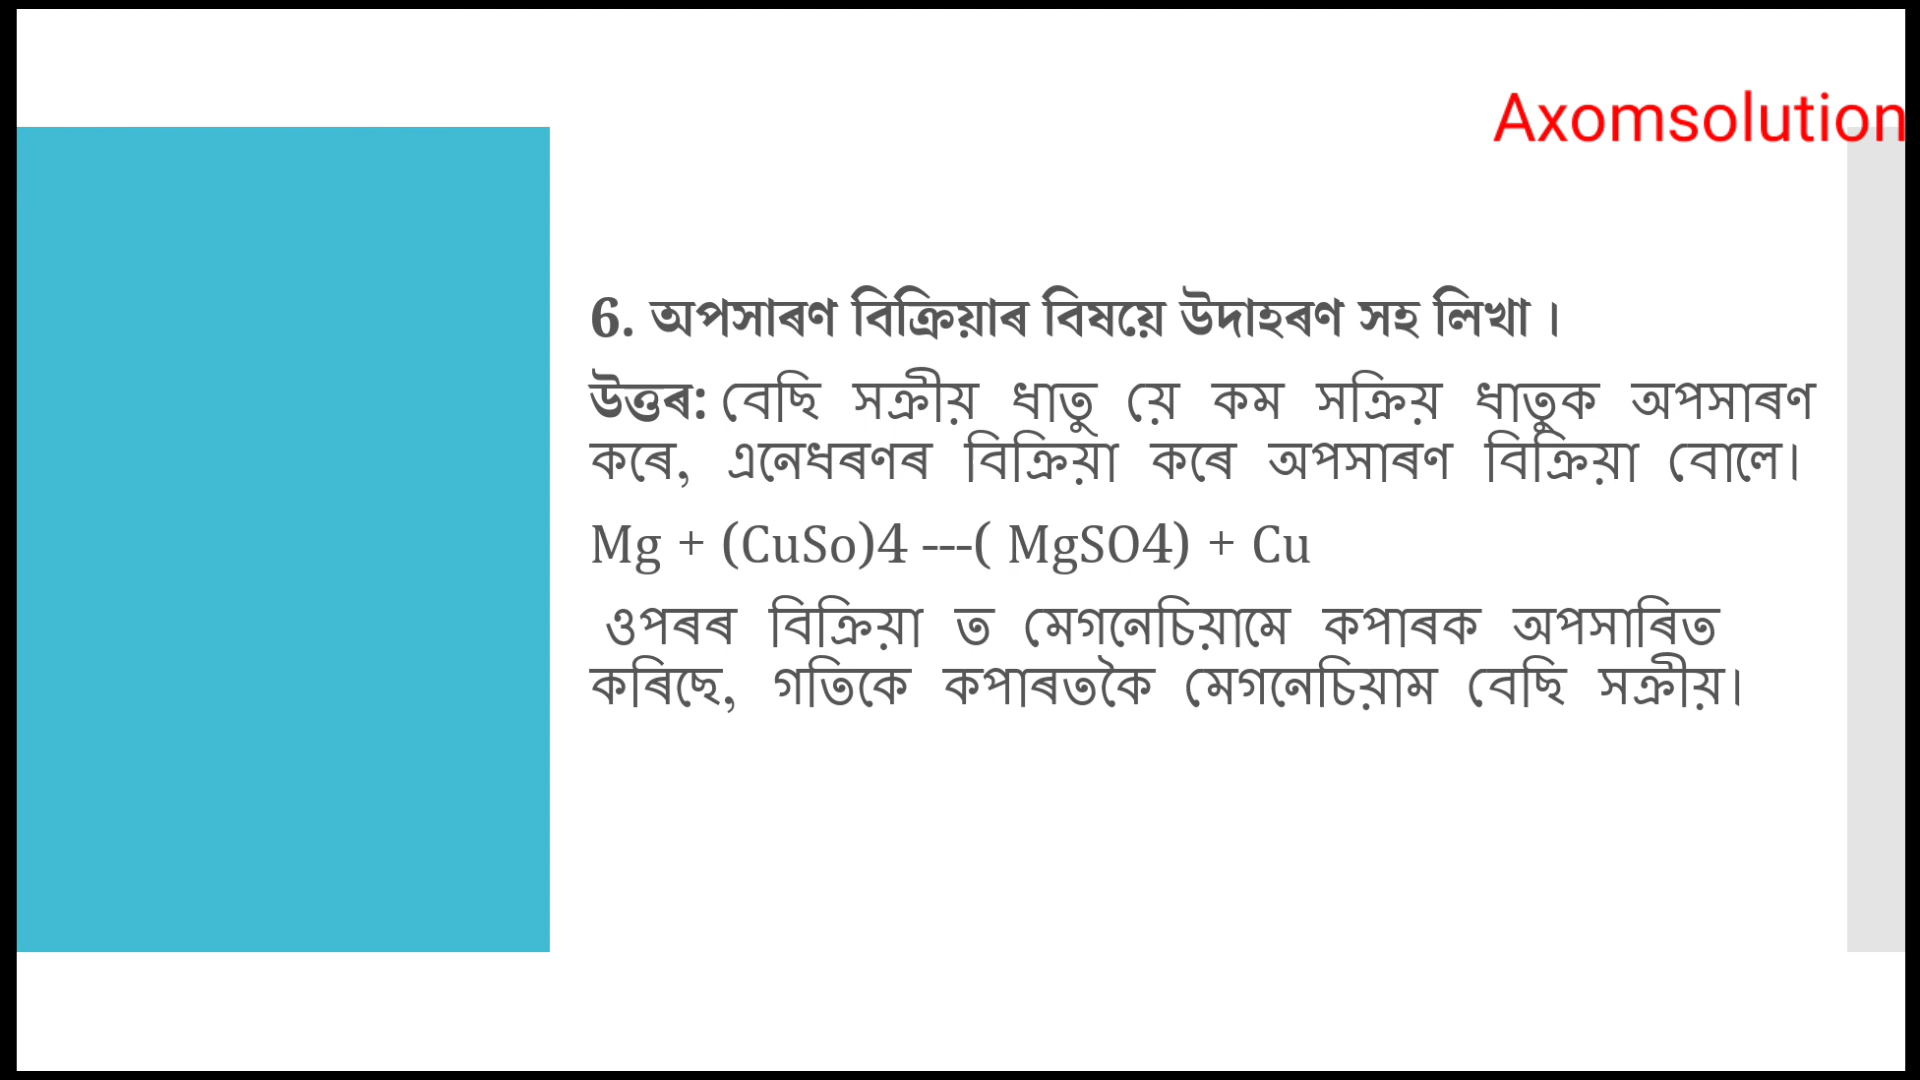 Axomsolution
6. অপসাৰণ বিক্ৰিয়াৰ বিষয়ে উদাহৰণ সহ লিখা ।
উত্তৰ: বেছি সক্ৰীয় ধাতু য়ে কম সক্ৰিয় ধাতুক অপসাৰণ
কৰে, এনেধৰণৰ বিক্ৰিয়া কৰে অপসাৰণ বিক্ৰিয়া বোলে।
Mg + (CuSo)4 ---( MgSO4) + Cu
ওপৰৰ বিক্ৰিয়া ত মেগনেচিয়ামে কপাৰক অপসাৰিত
কৰিছে, গতিকে কপাৰতকৈ মেগনেচিয়াম বেছি সক্ৰীয়।